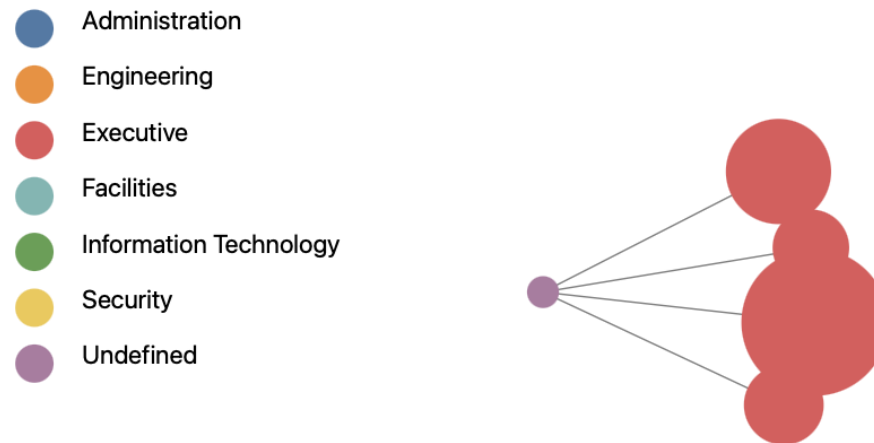 Administration
Engineering
Executive
Facilities
Information Technology
Security
Undefined